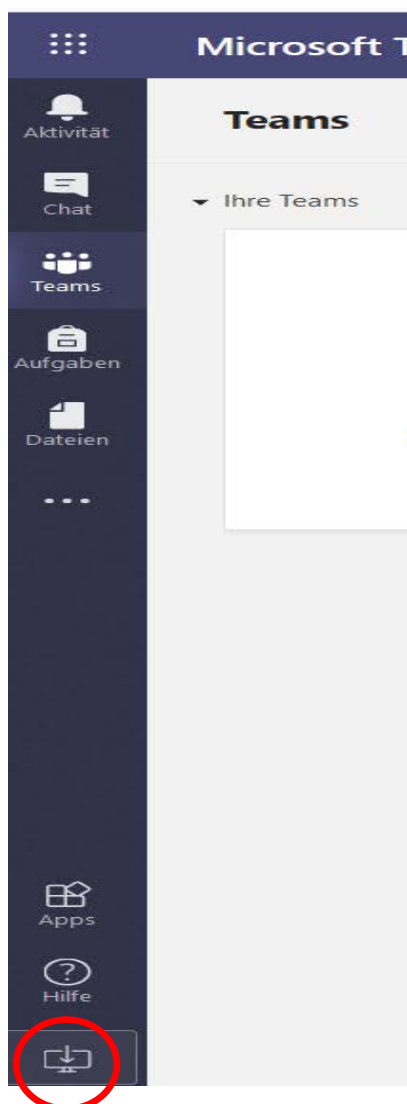 Microsoft T
Aktivität
Teams
Chat
Ihre Teams
Teams
Aufgaben
Dateien
Apps
Hilfe